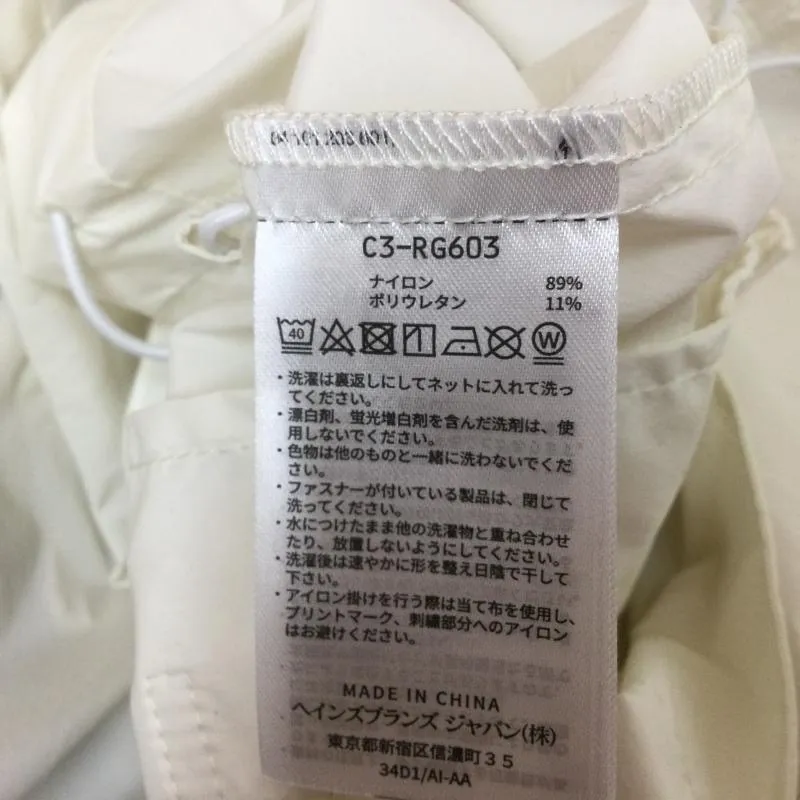 C3-RG603
ナイロン 89%
ポリウレタン 11%
40
W
・洗濯は裏返しにしてネットに入れて洗っ
てください。
・漂白剤、蛍光増白剤を含んだ洗剤は、使
用しないでください。
・色物は他のものと一緒に洗わないでくだ
さい。
・ファスナーが付いている製品は、閉じて
洗ってください。
・水につけたまま他の洗濯物と重ね合わせ
たり、放置しないようにしてください。
・洗濯後は速やかに形を整え日陰で干して
下さい。
・アイロン掛けを行う際は当て布を使用し、
プリントマーク、刺繍部分へのアイロン
はお避けください。
MADE IN CHINA
ヘインズブランズ ジャパン(株)
東京都新宿区信濃町35
34D1/AI-AA